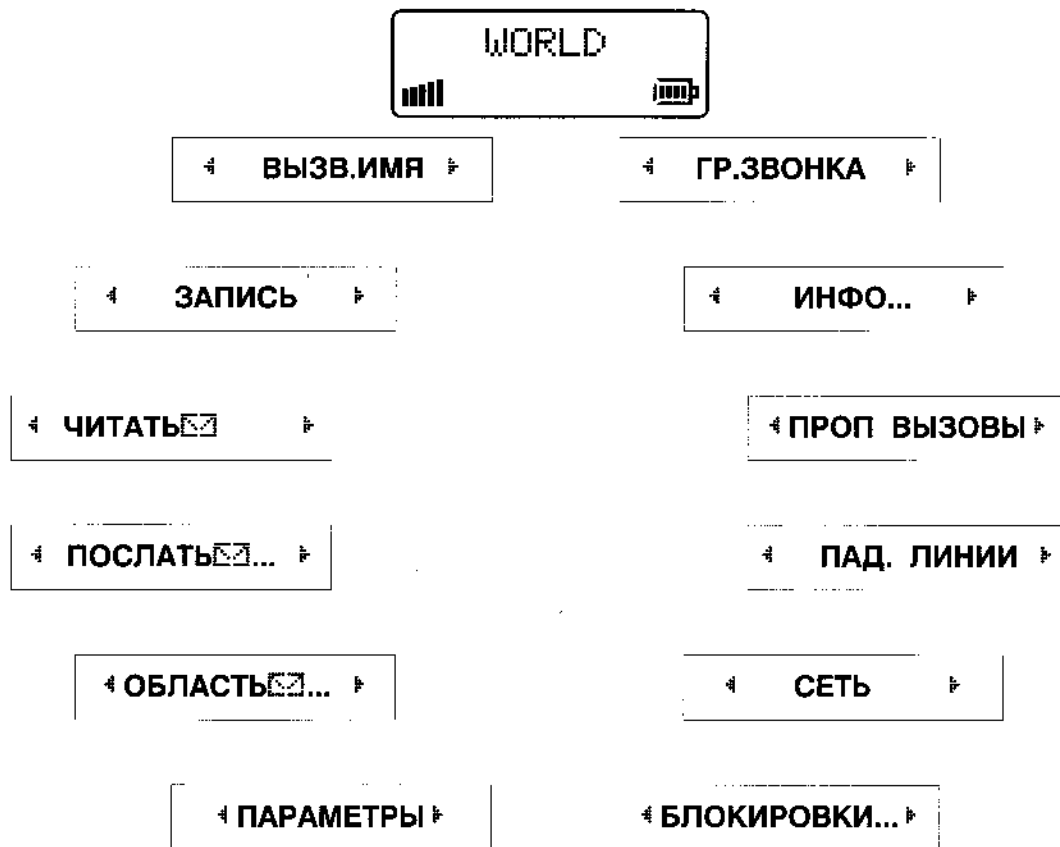 WORLD
ВЫЗВ.ИМЯ
ГР.ЗВОНКА
ЗАПИСЬ
ИНФО...
ЧИТАТЬ
ПРОП ВЫЗОВЫ
ПОСЛАТЬ...
ПАД. ЛИНИИ
ОБЛАСТЬ...
СЕТЬ
ПАРАМЕТРЫ
БЛОКИРОВКИ...